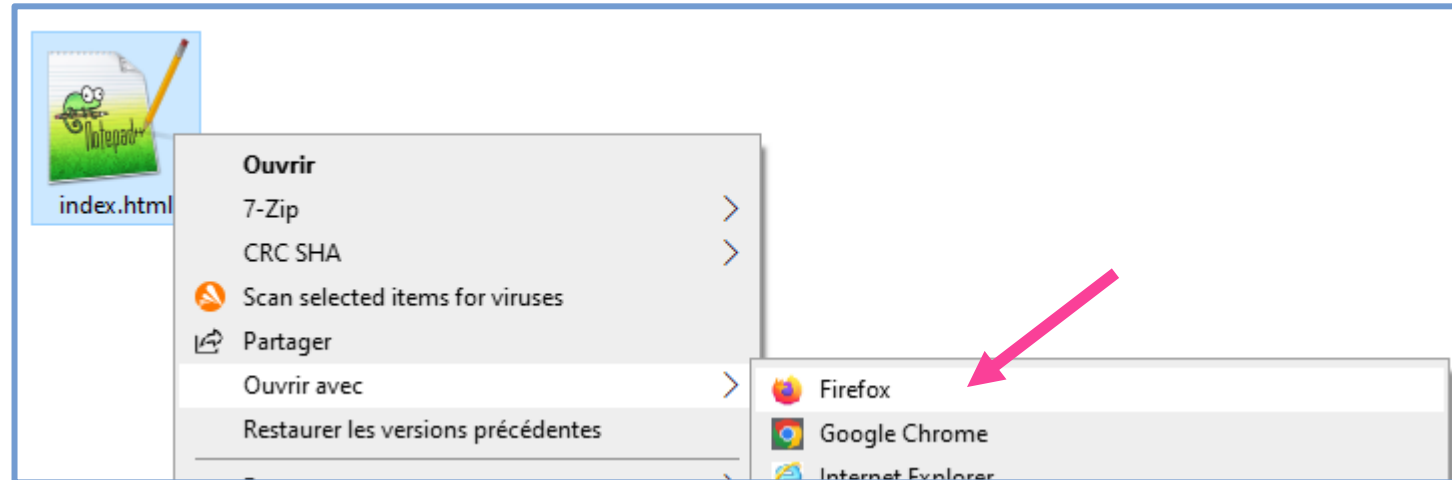 Notepad++
index.html
Ouvrir
7-Zip
CRC SHA
Scan selected items for viruses
Partager
Ouvrir avec
Restaurer les versions précédentes
Firefox
Google Chrome
Internet Explorer